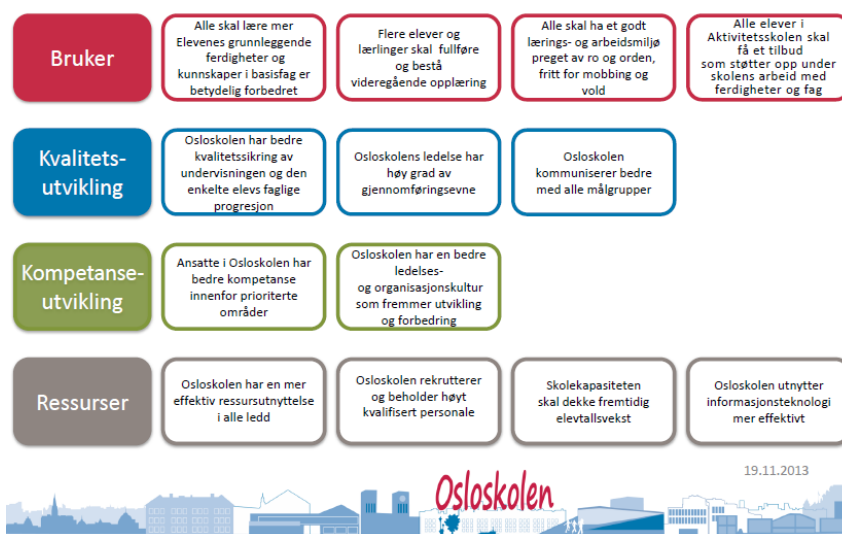 Bruker
Alle skal lære mer
Elevenes grunnleggende
ferdigheter og
kunnskaper i basisfag er
betydelig forbedret
Flere elever og
lærlinger skal fullføre
og bestå
videregående opplæring
Alle skal ha et godt
lærings- og arbeidsmiljø
preget av ro og orden,
fritt for mobbing og
vold
Alle elever i
Aktivitetsskolen skal
få et tilbud
som støtter opp under
skolens arbeid med
ferdigheter og fag
Kvalitets-
utvikling
Osloskolen har bedre
kvalitetssikring av
undervisningen og den
enkelte elevs faglige
progresjon
Osloskolens ledelse har
høy grad av
gjennomføringsevne
Osloskolen
kommuniserer bedre
med alle målgrupper
Kompetanse-
utvikling
Ansatte i Osloskolen har
bedre kompetanse
innenfor prioriterte
områder
Osloskolen har en bedre
ledelses-
og organisasjonskultur
som fremmer utvikling
og forbedring
Ressurser
Osloskolen har en mer
effektiv ressursutnyttelse
i alle ledd
Osloskolen rekrutterer
og beholder høyt
kvalifisert personale
Skolekapasiteten
skal dekke fremtidig
elevtallsvekst
Osloskolen utnytter
informasjonsteknologi
mer effektivt
19.11.2013
Osloskolen